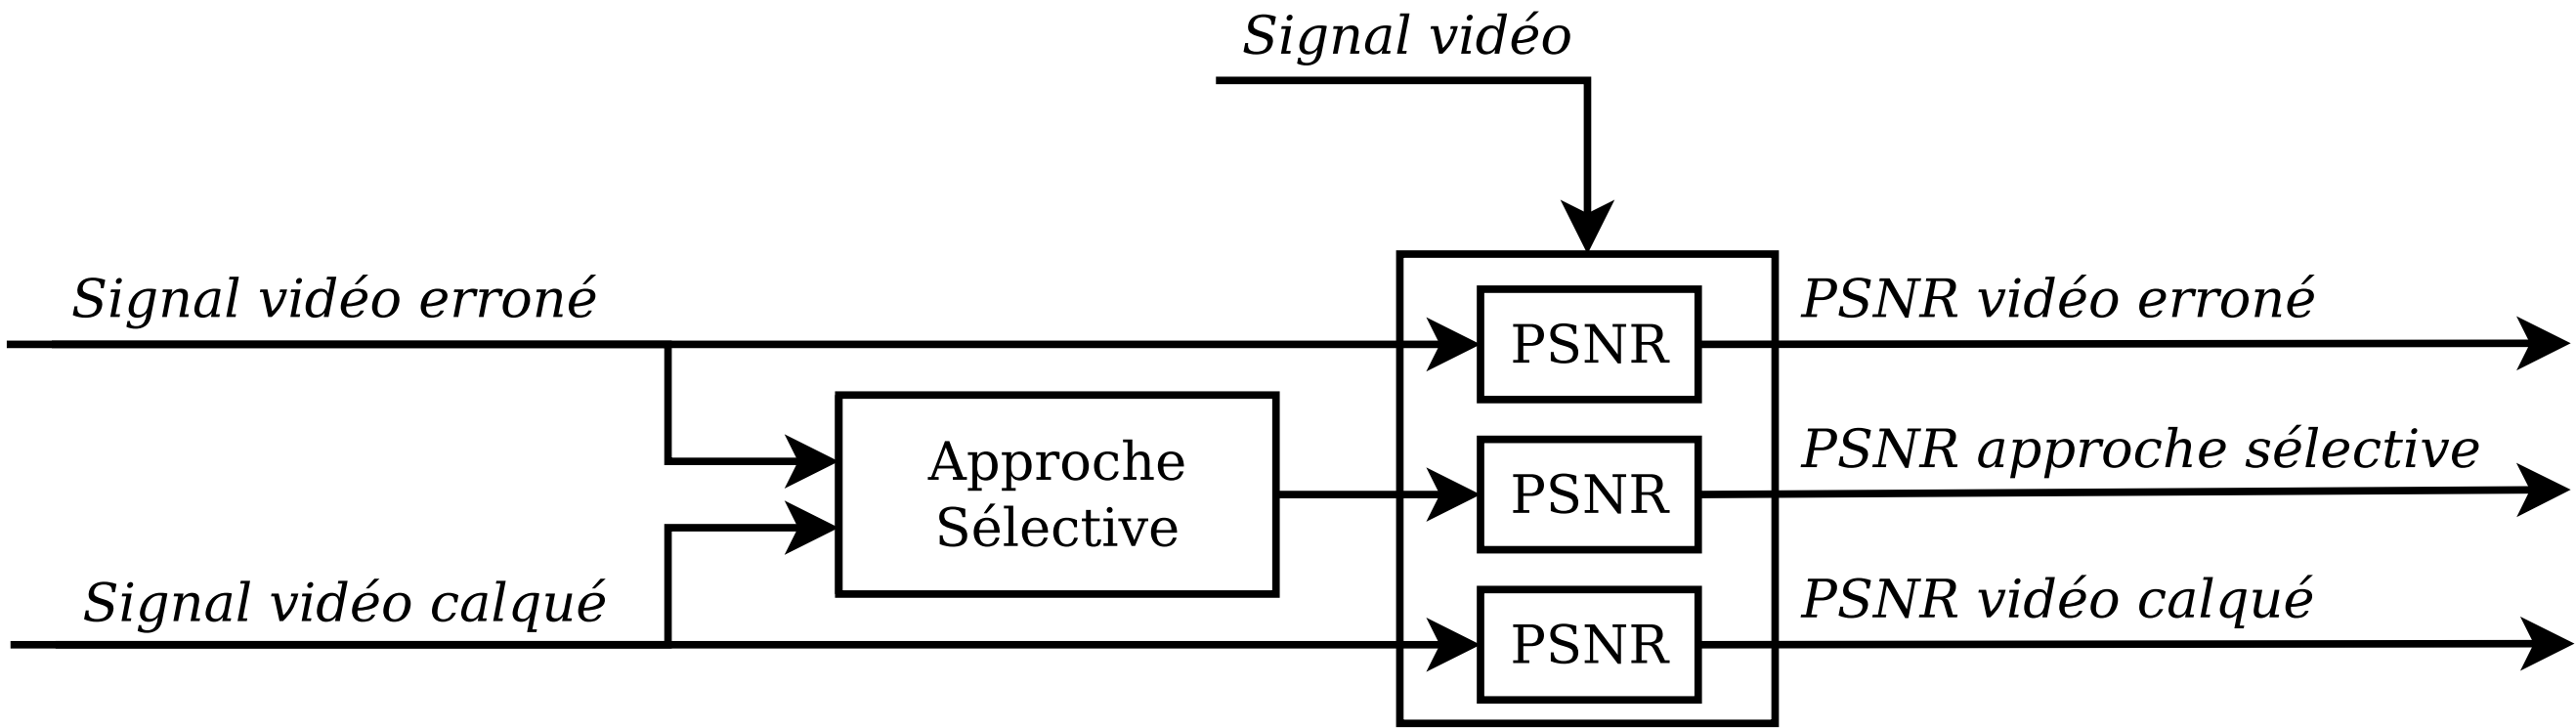 Signal vidéo
Signal vidéo erroné
PSNR
PSNR vidéo erroné
Approche
Sélective
PSNR
PSNR approche sélective
Signal vidéo calqué
PSNR
PSNR vidéo calqué